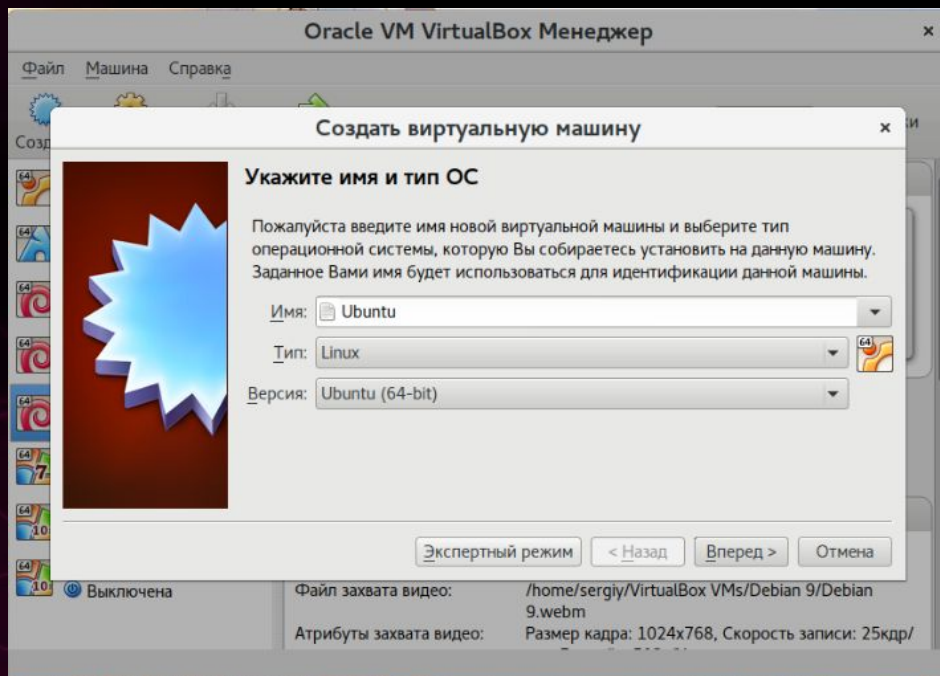 Oracle VM VirtualBox Менеджер
Файл Машина Справка
Создать виртуальную машину
Укажите имя и тип ОС
Пожалуйста введите имя новой виртуальной машины и выберите тип
операционной системы, которую Вы собираетесь установить на данную машину.
Заданное Вами имя будет использоваться для идентификации данной машины.
Имя: Ubuntu
Тип: Linux
64
Версия: Ubuntu (64-bit)
Экспертный режим
< Назад
Вперед >
Отмена
Выключена
Файл захвата видео: /home/sergiy/VirtualBox VMs/Debian 9/Debian
9.webm
Атрибуты захвата видео: Размер кадра: 1024x768, Скорость записи: 25кдр/